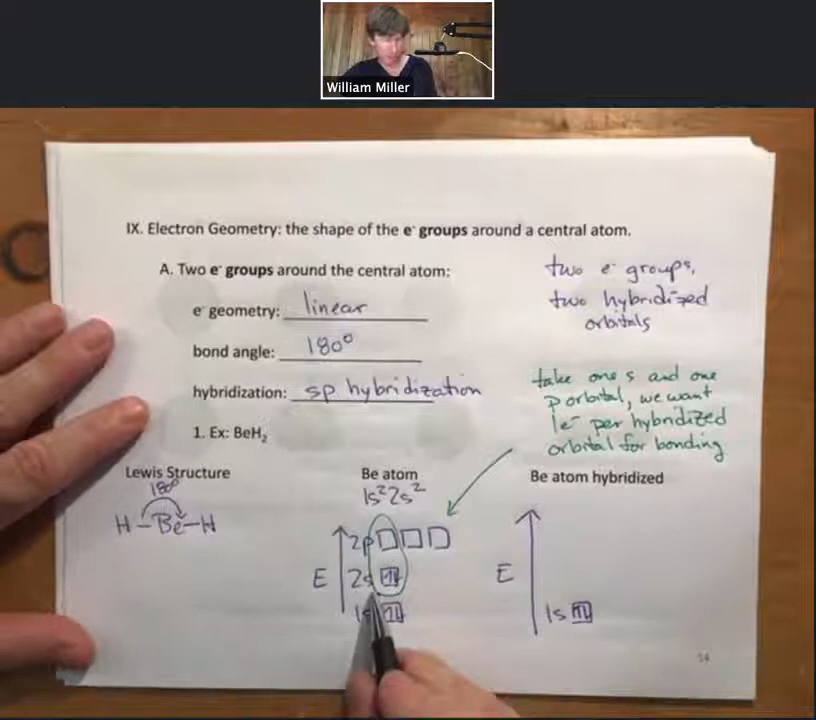 William Miller
IX. Electron Geometry: the shape of the e⁻ groups around a central atom.
A. Two e⁻ groups around the central atom:
two e⁻ groups,
two hybridized
orbitals
e⁻ geometry: linear
bond angle: 180°
hybridization: sp hybridization
take one s and one
p orbital, we want
1e⁻ per hybridized
orbital for bonding
1. Ex: BeH₂
Lewis Structure
180°
H-Be-H
Be atom
1s²2s²
E
2p
2s
1s
Be atom hybridized
E
1s
14